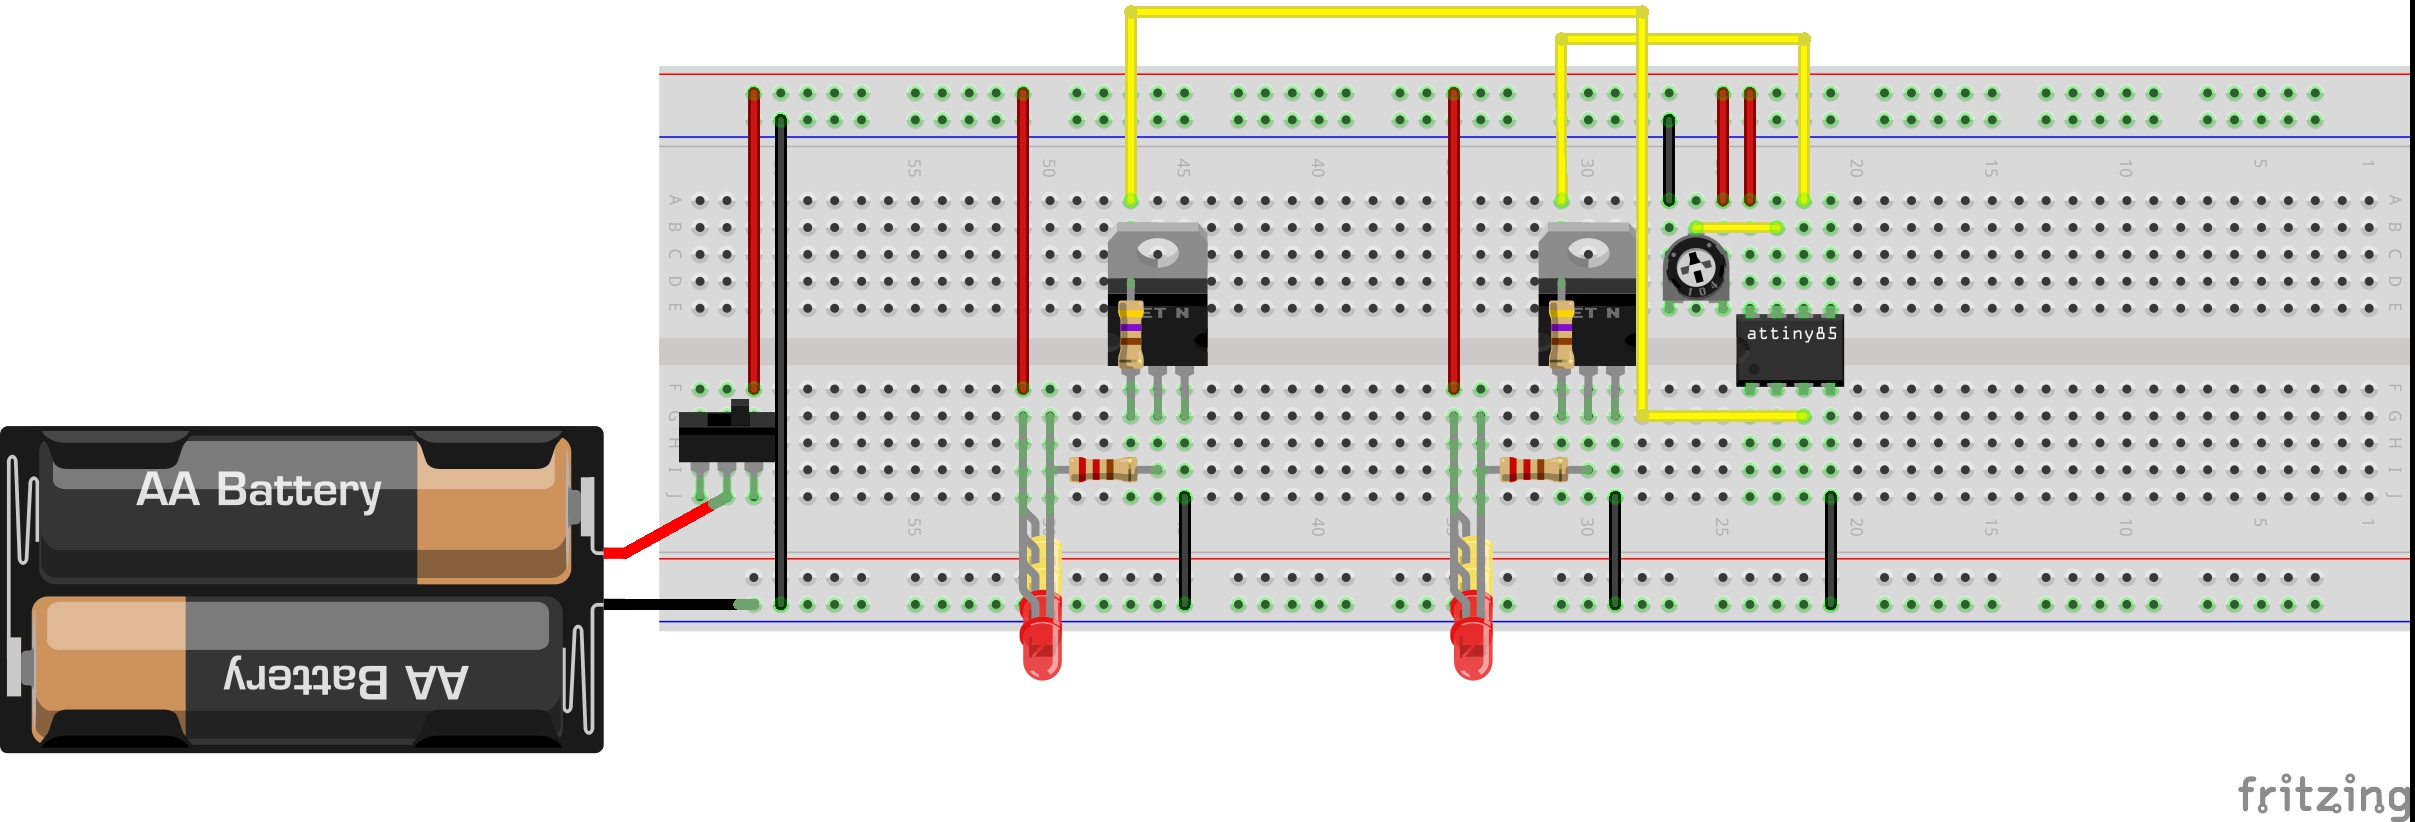 55 50 45 40 30 20 15 10 5 1
A A
B B
C C
D D
E E
ET N ET N
104
attiny85
F F
G G
H H
I I
J J
55 40 30 25 20 15 10 5 1
AA Battery
AA Battery
fritzing